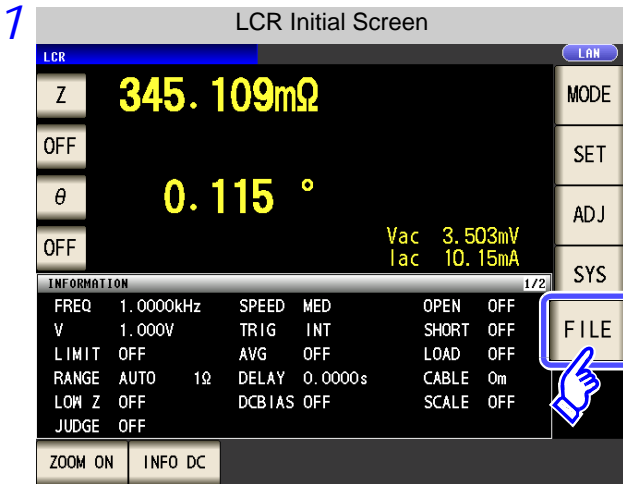 1
LCR Initial Screen
LCR
LAN
Z 345.109mΩ
MODE
OFF
SET
θ 0.115 °
ADJ
OFF
Vac 3.503mV
Iac 10.15mA
SYS
INFORMATION 1/2
FREQ 1.0000kHz SPEED MED OPEN OFF
FILE
V 1.000V TRIG INT SHORT OFF
LIMIT OFF AVG OFF LOAD OFF
RANGE AUTO 1Ω DELAY 0.0000s CABLE 0m
LOW Z OFF DCBIAS OFF SCALE OFF
JUDGE OFF
ZOOM ON INFO DC